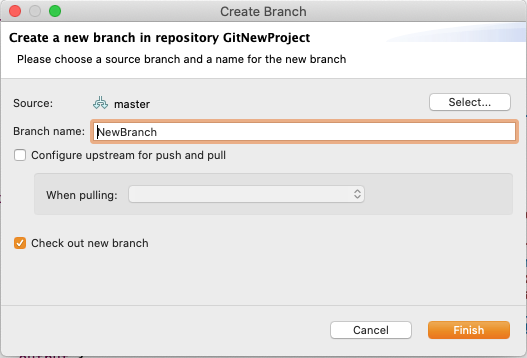 Create Branch
Create a new branch in repository GitNewProject
Please choose a source branch and a name for the new branch
Source: master Select...
Branch name: NewBranch
Configure upstream for push and pull
When pulling:
Check out new branch
Cancel Finish